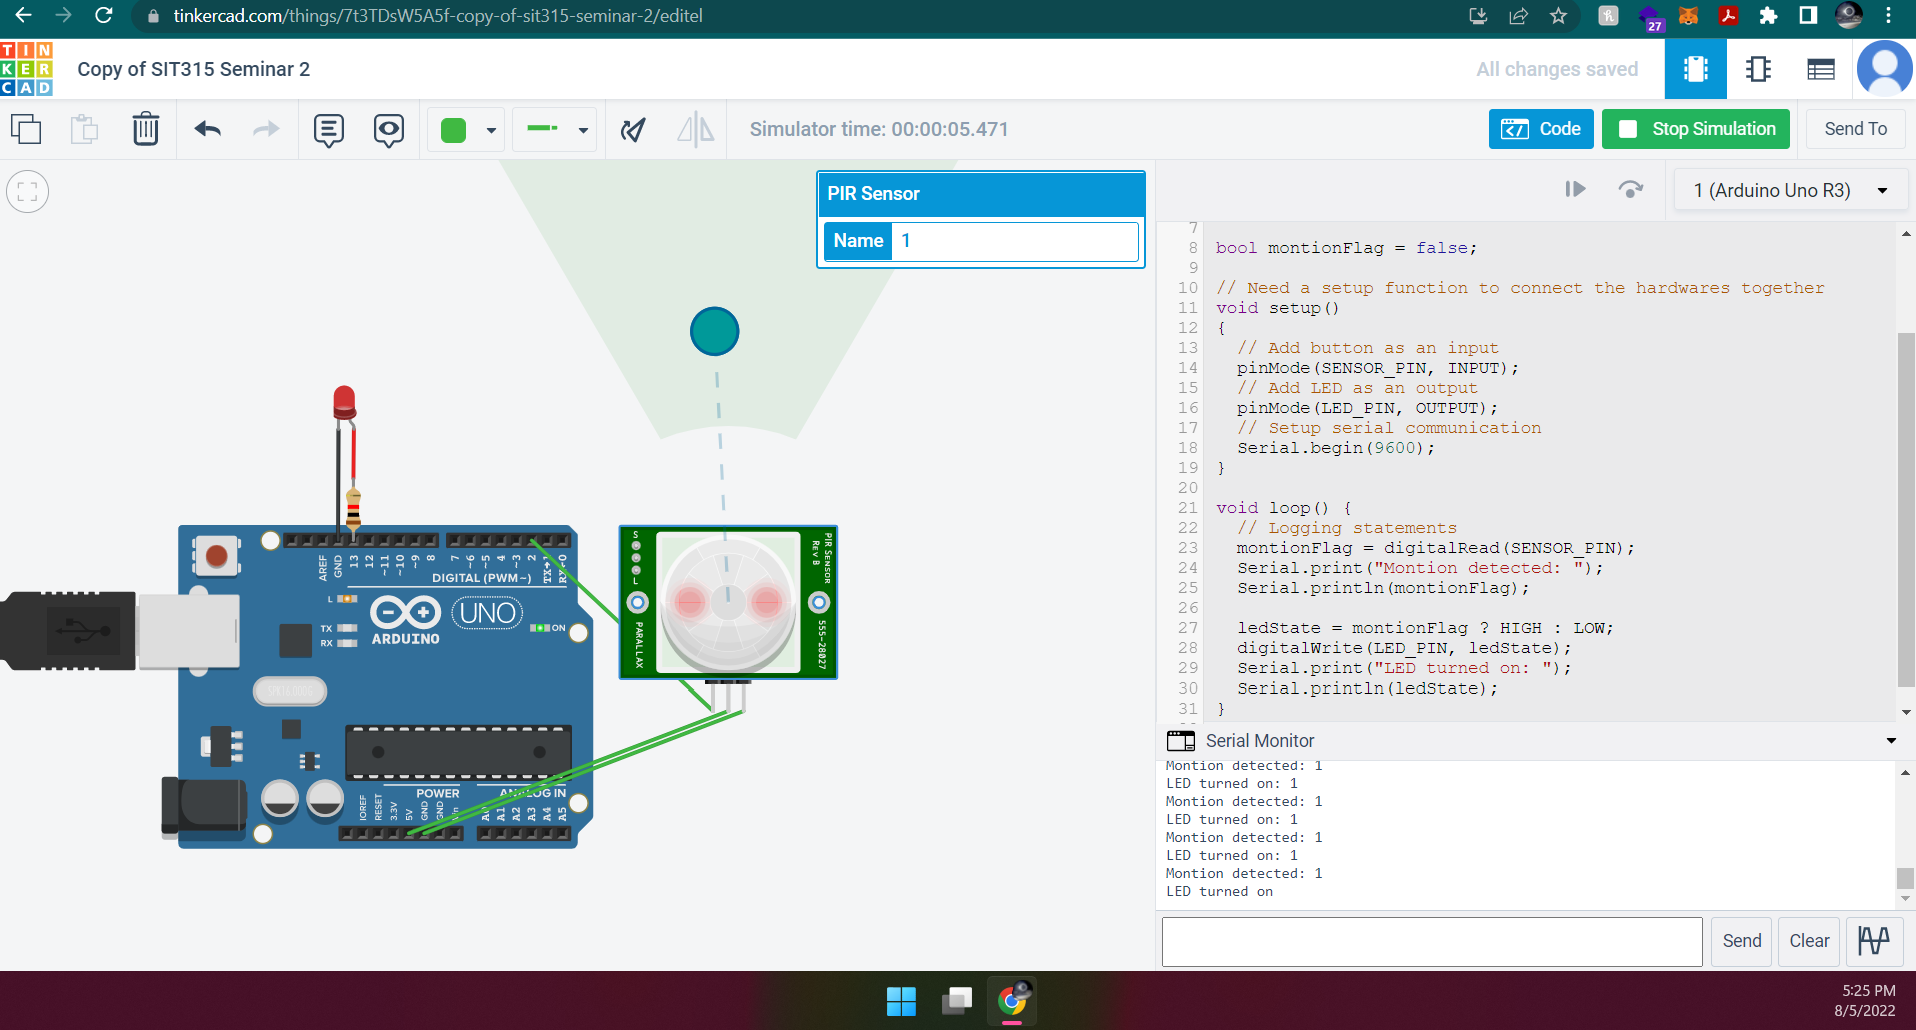 tinkercad.com/things/7t3TDsW5A5f-copy-of-sit315-seminar-2/editel
27
TIN
KER
CAD
Copy of SIT315 Seminar 2
All changes saved
Simulator time: 00:00:05.471
Code
Stop Simulation
Send To
PIR Sensor
Name 1
1 (Arduino Uno R3)
7
8 bool montionFlag = false;
9
10 // Need a setup function to connect the hardwares together
11 void setup()
12 {
13 // Add button as an input
14 pinMode(SENSOR_PIN, INPUT);
15 // Add LED as an output
16 pinMode(LED_PIN, OUTPUT);
17 // Setup serial communication
18 Serial.begin(9600);
19 }
20
21 void loop() {
22 // Logging statements
23 montionFlag = digitalRead(SENSOR_PIN);
24 Serial.print("Montion detected: ");
25 Serial.println(montionFlag);
26
27 ledState = montionFlag ? HIGH : LOW;
28 digitalWrite(LED_PIN, ledState);
29 Serial.print("LED turned on: ");
30 Serial.println(ledState);
31 }
Serial Monitor
Montion detected: 1
LED turned on: 1
Montion detected: 1
LED turned on: 1
Montion detected: 1
LED turned on: 1
Montion detected: 1
LED turned on
Send
Clear
AREF
GND
13
12
~11
~10
~9
8
7
~6
~5
4
~3
2
DIGITAL (PWM~)
L
TX
RX
ARDUINO
UNO
ON
POWER
IOREF
RESET
3.3V
5V
GND
GND
A1
A2
A3
A4
A5
S
L
PIR SENSOR
REV B
PARALLAX
555-28027
5:25 PM
8/5/2022